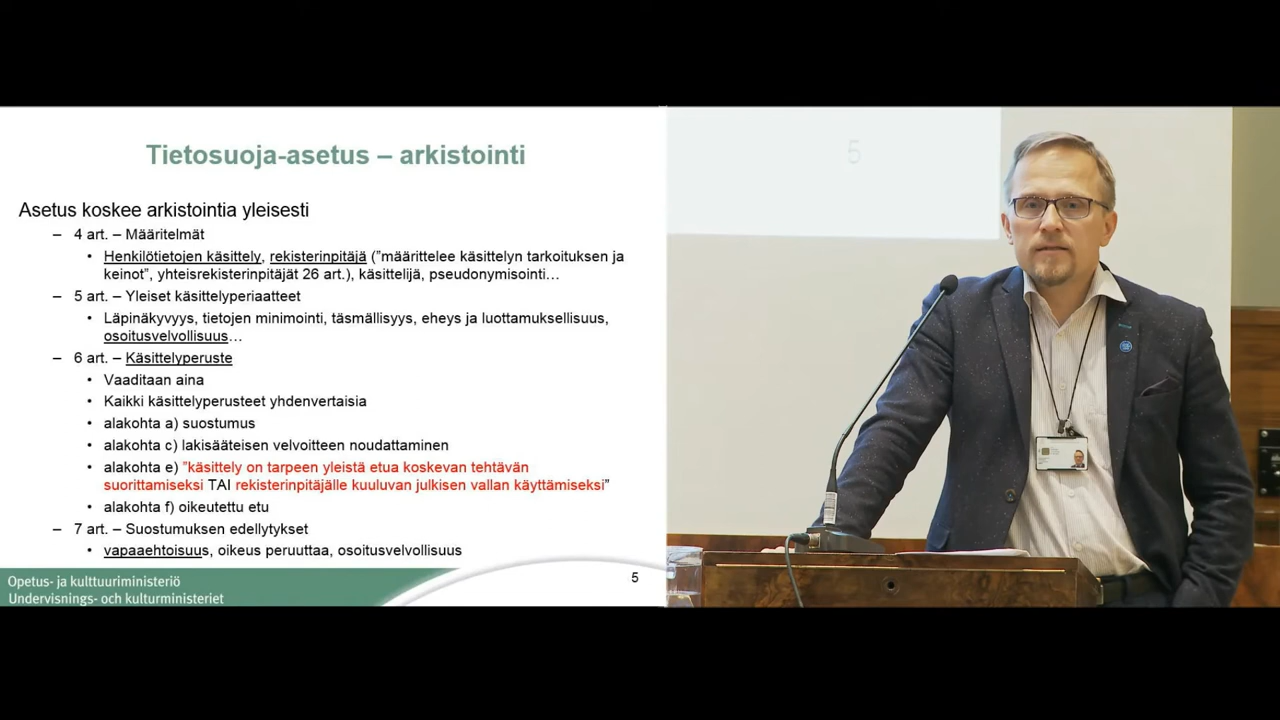 Tietosuoja-asetus – arkistointi
Asetus koskee arkistointia yleisesti
– 4 art. – Määritelmät
• Henkilötietojen käsittely, rekisterinpitäjä (”määrittelee käsittelyn tarkoituksen ja
keinot”, yhteisrekisterinpitäjät 26 art.), käsittelijä, pseudonymisointi…
– 5 art. – Yleiset käsittelyperiaatteet
• Läpinäkyvyys, tietojen minimointi, täsmällisyys, eheys ja luottamuksellisuus,
osoitusvelvollisuus…
– 6 art. – Käsittelyperuste
• Vaaditaan aina
• Kaikki käsittelyperusteet yhdenvertaisia
• alakohta a) suostumus
• alakohta c) lakisääteisen velvoitteen noudattaminen
• alakohta e) ”käsittely on tarpeen yleistä etua koskevan tehtävän
suorittamiseksi TAI rekisterinpitäjälle kuuluvan julkisen vallan käyttämiseksi”
• alakohta f) oikeutettu etu
– 7 art. – Suostumuksen edellytykset
• vapaaehtoisuus, oikeus peruuttaa, osoitusvelvollisuus
Opetus- ja kulttuuriministeriö
Undervisnings- och kulturministeriet
5
5